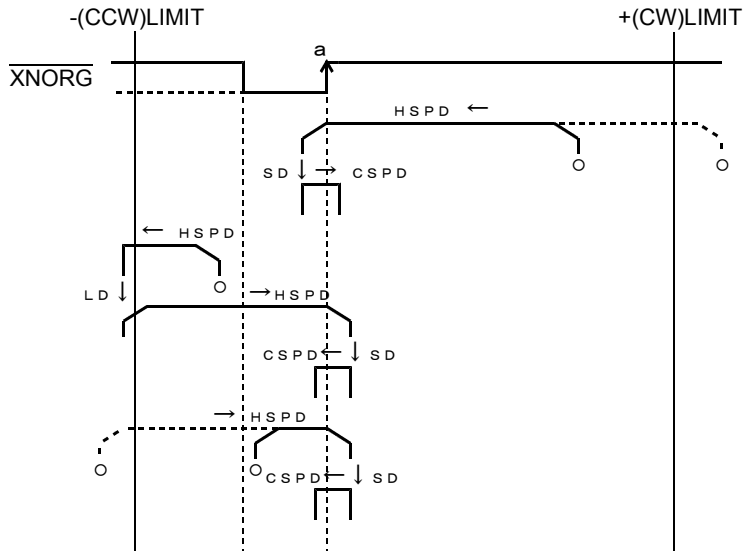 -(CCW)LIMIT
+(CW)LIMIT
a
XNORG
HSPD ←
SD ↓ → CSPD
← HSPD
LD ↓
→ HSPD
CSPD ← ↓ SD
→ HSPD
CSPD ← ↓ SD